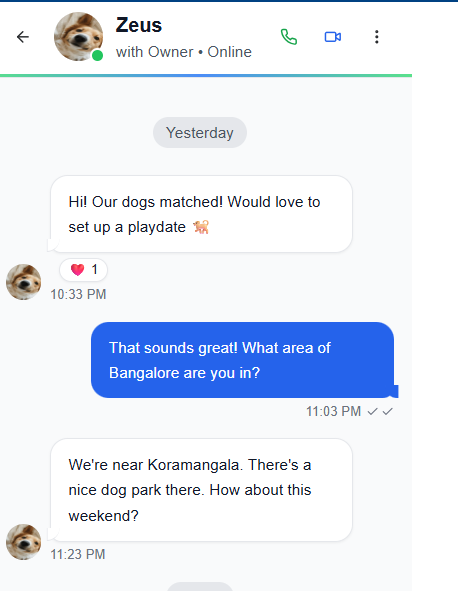 Zeus
with Owner • Online
Yesterday
Hi! Our dogs matched! Would love to
set up a playdate 🐕
❤️ 1
10:33 PM
That sounds great! What area of
Bangalore are you in?
11:03 PM
We're near Koramangala. There's a
nice dog park there. How about this
weekend?
11:23 PM